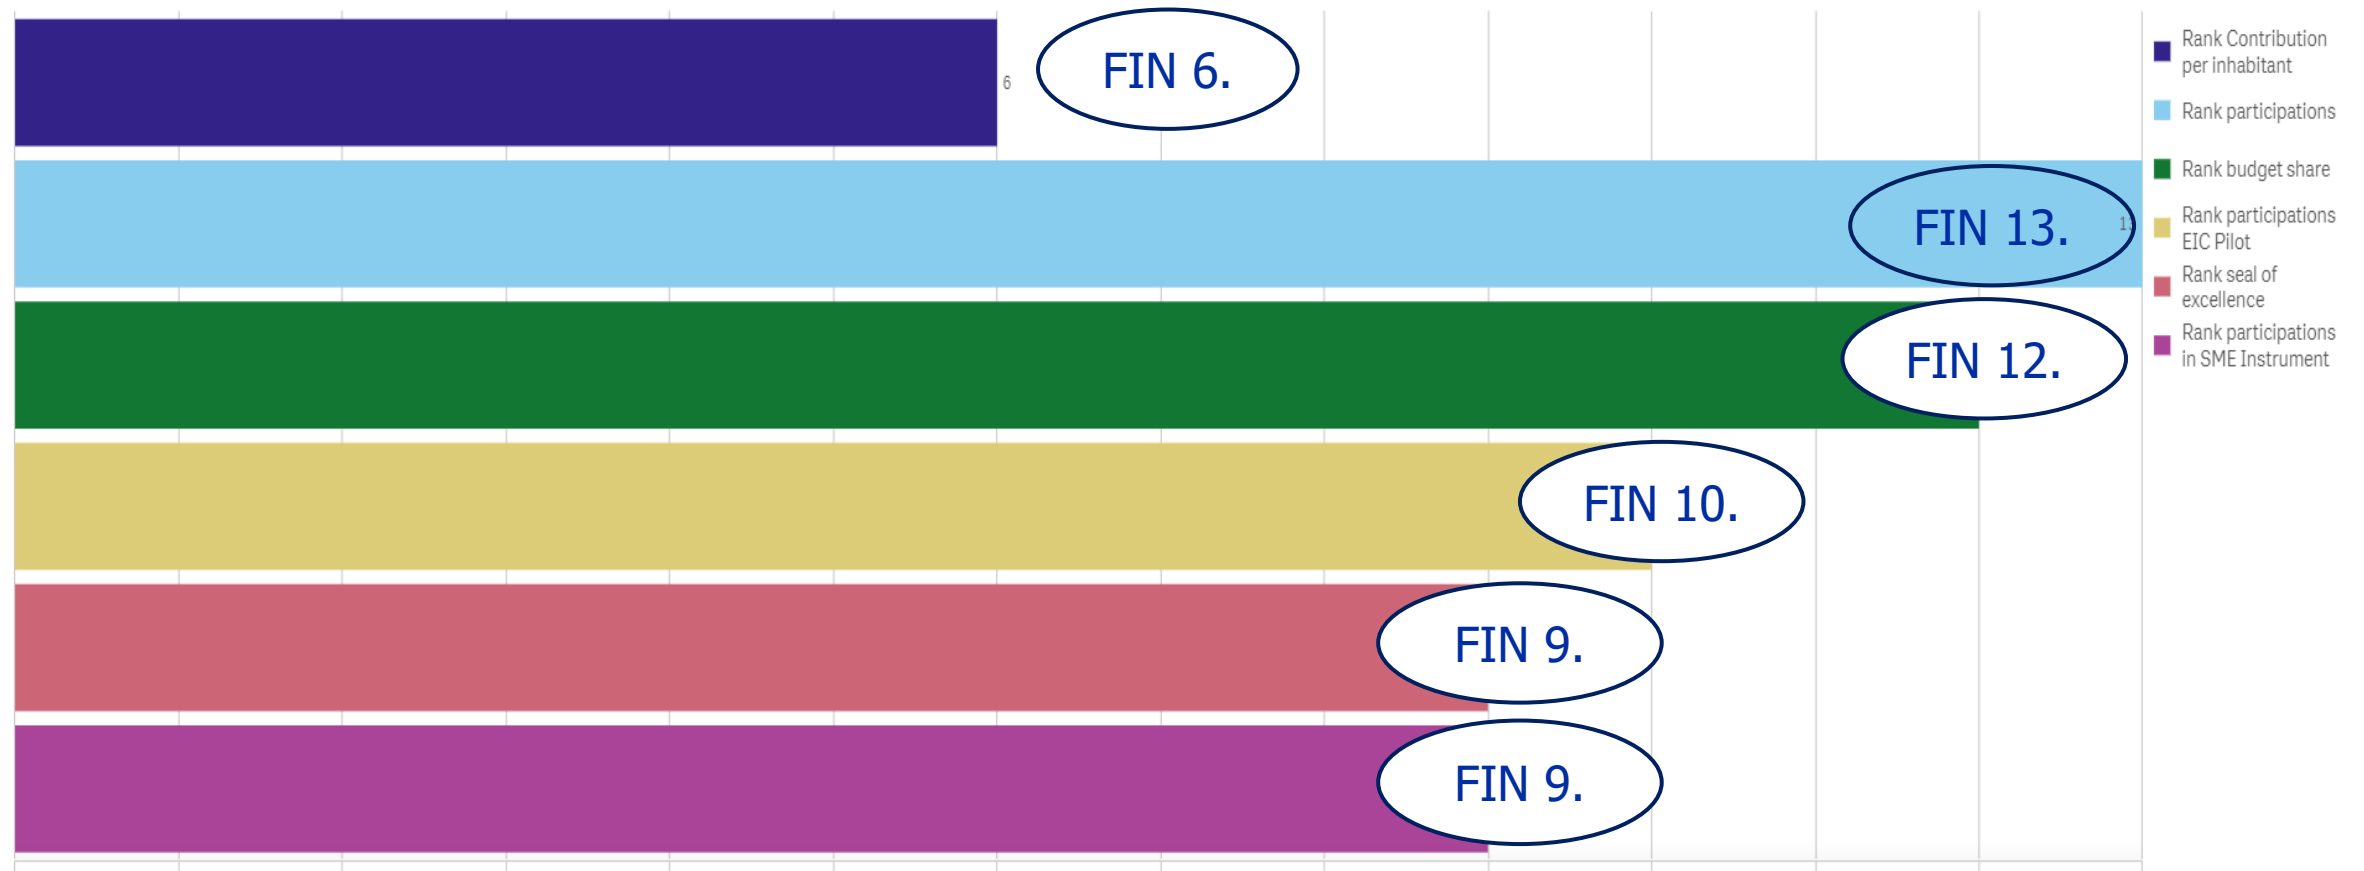 6
FIN 6.
FIN 13.
FIN 12.
FIN 10.
FIN 9.
FIN 9.
Rank Contribution
per inhabitant
Rank participations
Rank budget share
Rank participations
EIC Pilot
Rank seal of
excellence
Rank participations
in SME Instrument